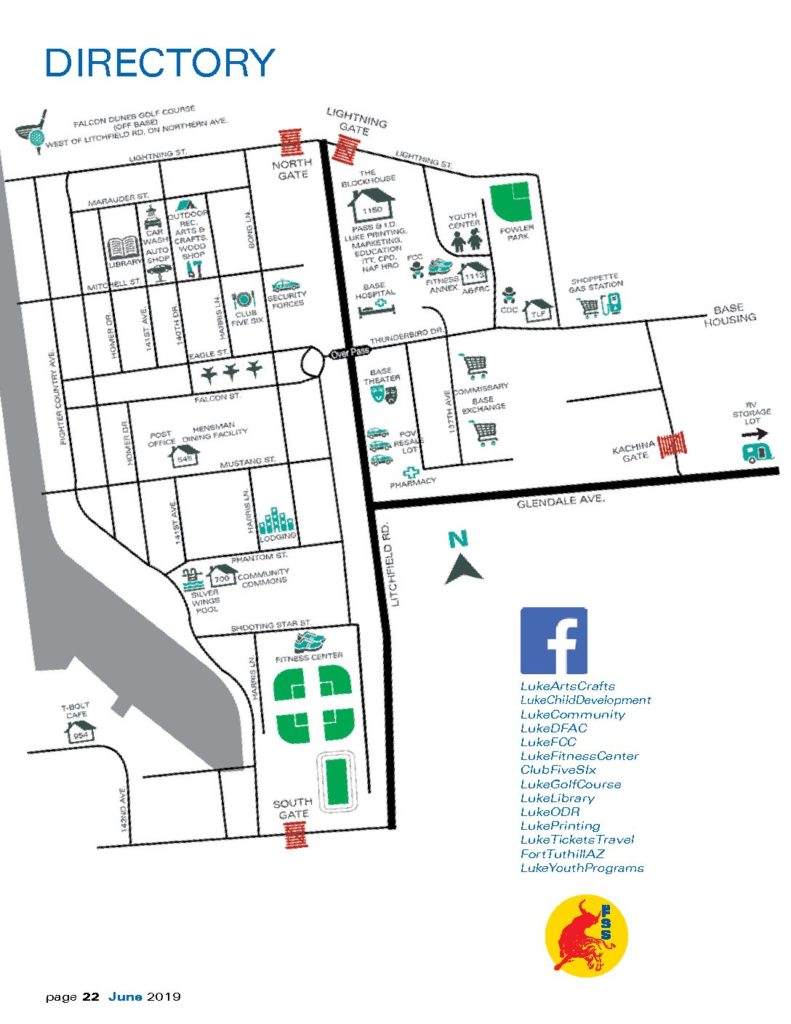 DIRECTORY
FALCON DUNES GOLF COURSE
(OFF BASE)
WEST OF LITCHFIELD RD. ON NORTHERN AVE.
LIGHTNING
GATE
LIGHTNING ST.
NORTH
GATE
LIGHTNING ST.
THE
BLOCKHOUSE
1150
PASS & I.D
LUKE PRINTING,
MARKETING,
EDUCATION
ITT, CPD,
NAF HRO
MARAUDER ST.
LIBRARY
CAR
WASH
AUTO
SHOP
OUTDOOR
REC,
ARTS &
CRAFTS,
WOOD
SHOP
BONG LN.
YOUTH
CENTER
FOWLER
PARK
FCC
FITNESS
ANNEX
1113
A&FRC
CDC
TLF
SHOPPETTE
GAS STATION
BASE
HOUSING
MITCHELL ST.
HOMER DR.
141ST AVE.
140TH DR.
HARRIS LN.
CLUB
FIVE SIX
SECURITY
FORCES
BASE
HOSPITAL
THUNDERBIRD DR.
Over Pass
EAGLE ST.
FALCON ST.
FIGHTER COUNTRY AVE.
BASE
THEATER
137TH AVE
COMMISSARY
BASE
EXCHANGE
POV
RESALE
LOT
PHARMACY
KACHINA
GATE
RV
STORAGE
LOT
HOMER DR.
POST
OFFICE
HENSMAN
DINING FACILITY
545
MUSTANG ST.
141ST AVE.
HARRIS LN.
LODGING
GLENDALE AVE.
LITCHFIELD RD.
N
PHANTOM ST.
SILVER
WINGS
POOL
700
COMMUNITY
COMMONS
SHOOTING STAR ST.
HARRIS LN.
FITNESS CENTER
T-BOLT
CAFE
954
142ND AVE.
SOUTH
GATE
f
LukeArtsCrafts
LukeChildDevelopment
LukeCommunity
LukeDFAC
LukeFCC
LukeFitnessCenter
ClubFiveSIx
LukeGolfCourse
LukeLibrary
LukeODR
LukePrinting
LukeTicketsTravel
FortTuthillAZ
LukeYouthPrograms
FSS
page 22 June 2019